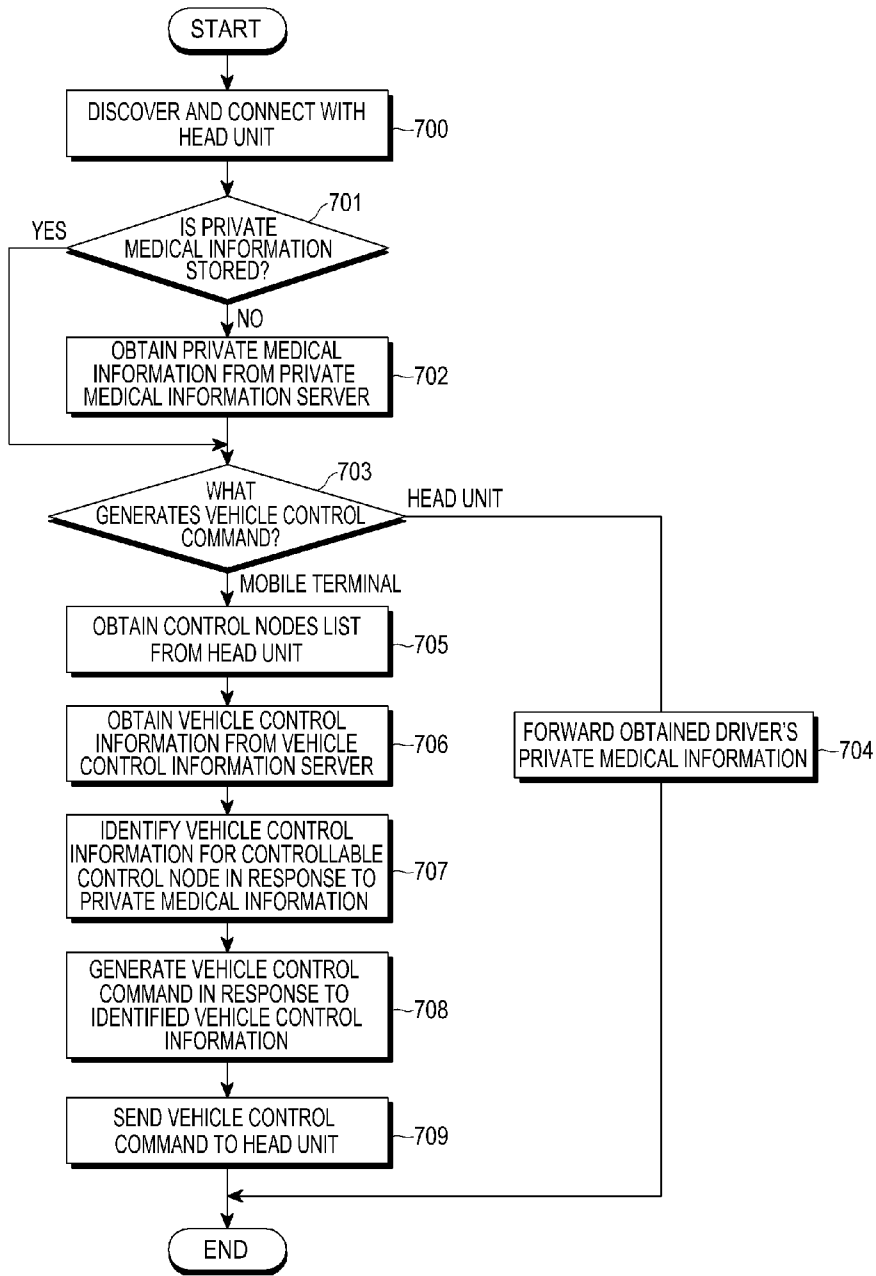 START
DISCOVER AND CONNECT WITH
HEAD UNIT
700
701
YES
IS PRIVATE
MEDICAL INFORMATION
STORED?
NO
OBTAIN PRIVATE MEDICAL
INFORMATION FROM PRIVATE
MEDICAL INFORMATION SERVER
702
703
HEAD UNIT
WHAT
GENERATES VEHICLE CONTROL
COMMAND?
MOBILE TERMINAL
OBTAIN CONTROL NODES LIST
FROM HEAD UNIT
705
OBTAIN VEHICLE CONTROL
INFORMATION FROM VEHICLE
CONTROL INFORMATION SERVER
706
FORWARD OBTAINED DRIVER'S
PRIVATE MEDICAL INFORMATION
704
IDENTIFY VEHICLE CONTROL
INFORMATION FOR CONTROLLABLE
CONTROL NODE IN RESPONSE TO
PRIVATE MEDICAL INFORMATION
707
GENERATE VEHICLE CONTROL
COMMAND IN RESPONSE TO
IDENTIFIED VEHICLE CONTROL
INFORMATION
708
SEND VEHICLE CONTROL
COMMAND TO HEAD UNIT
709
END